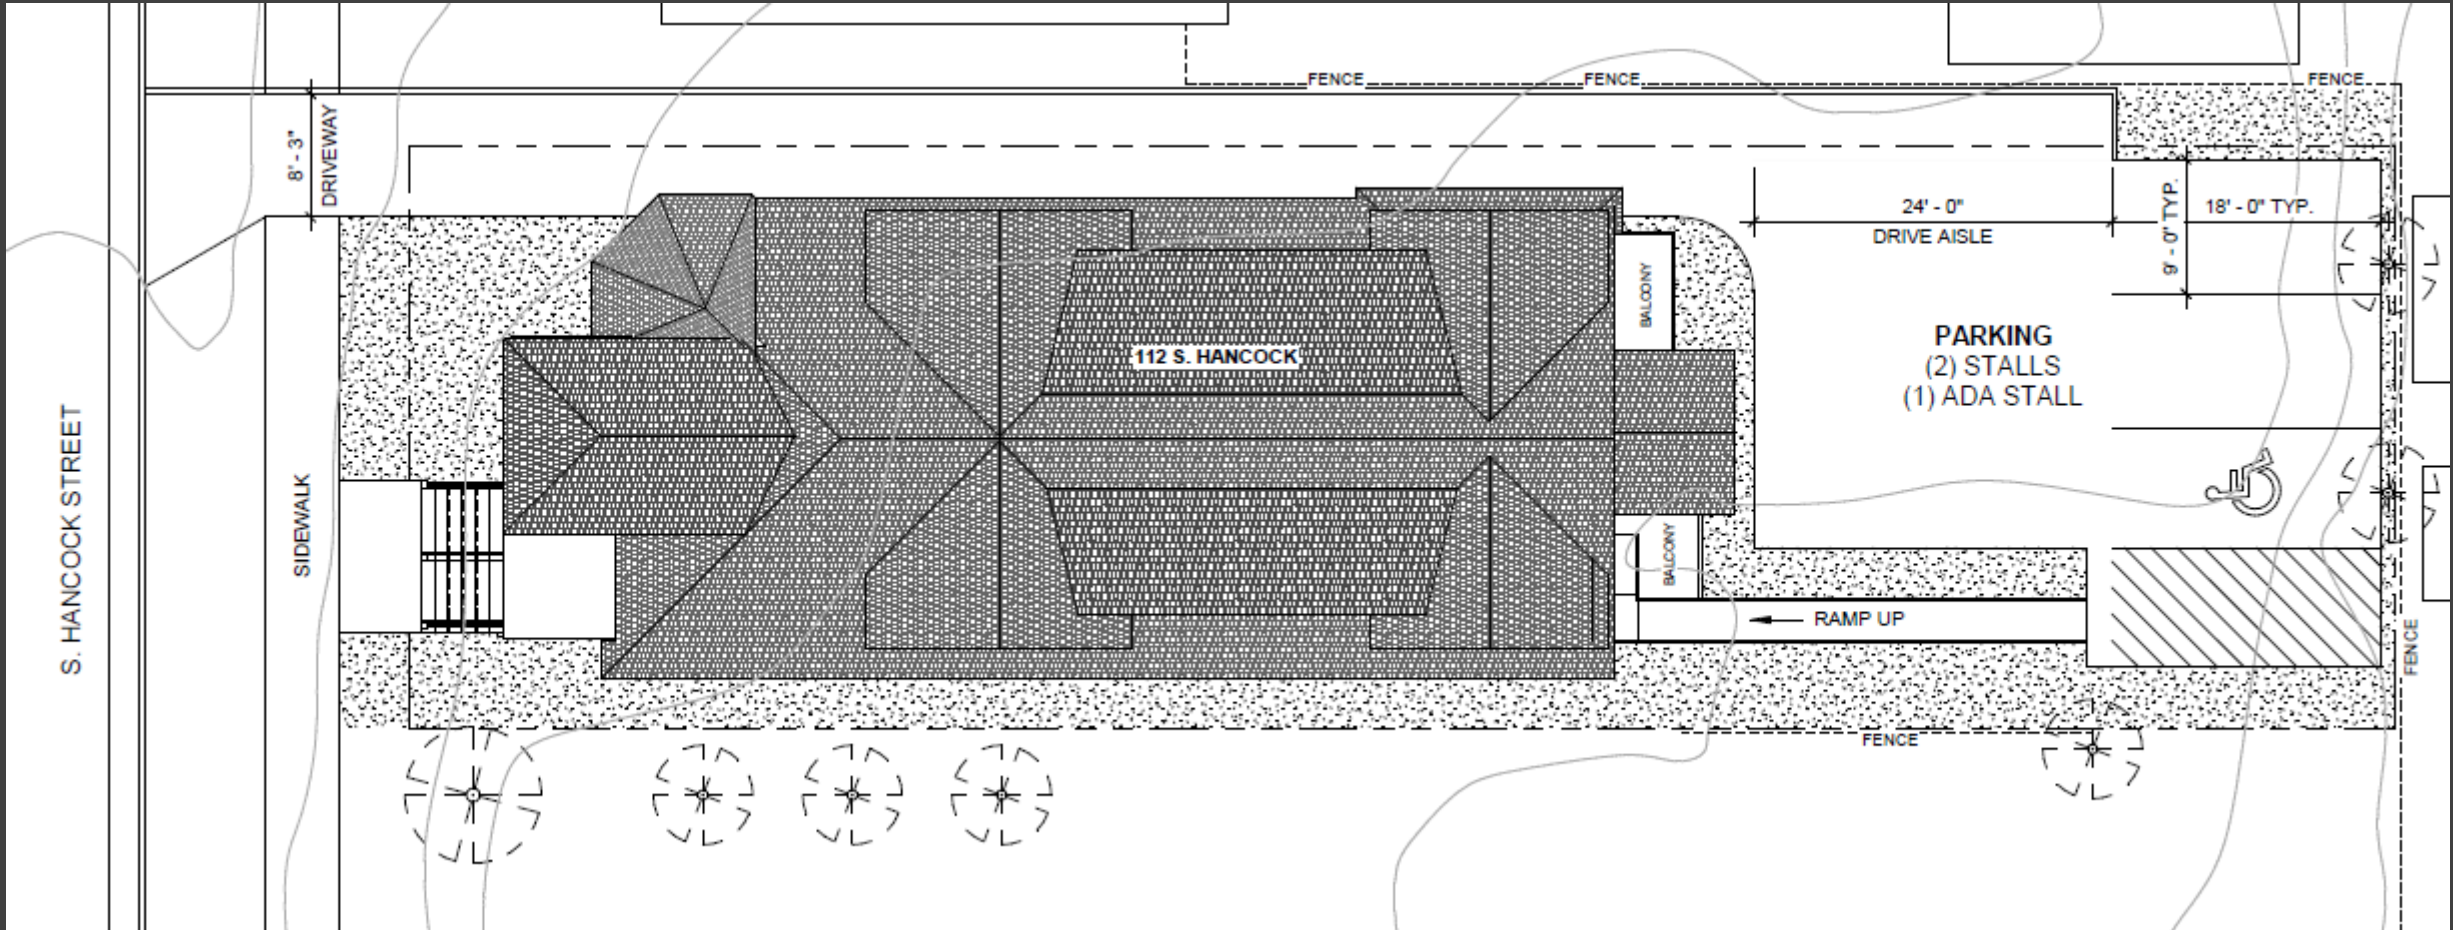 FENCE
FENCE
FENCE
8' - 3"
DRIVEWAY
24' - 0"
DRIVE AISLE
9' - 0" TYP.
18' - 0" TYP.
BALCONY
PARKING
(2) STALLS
(1) ADA STALL
112 S. HANCOCK
S. HANCOCK STREET
SIDEWALK
BALCONY
RAMP UP
FENCE
FENCE